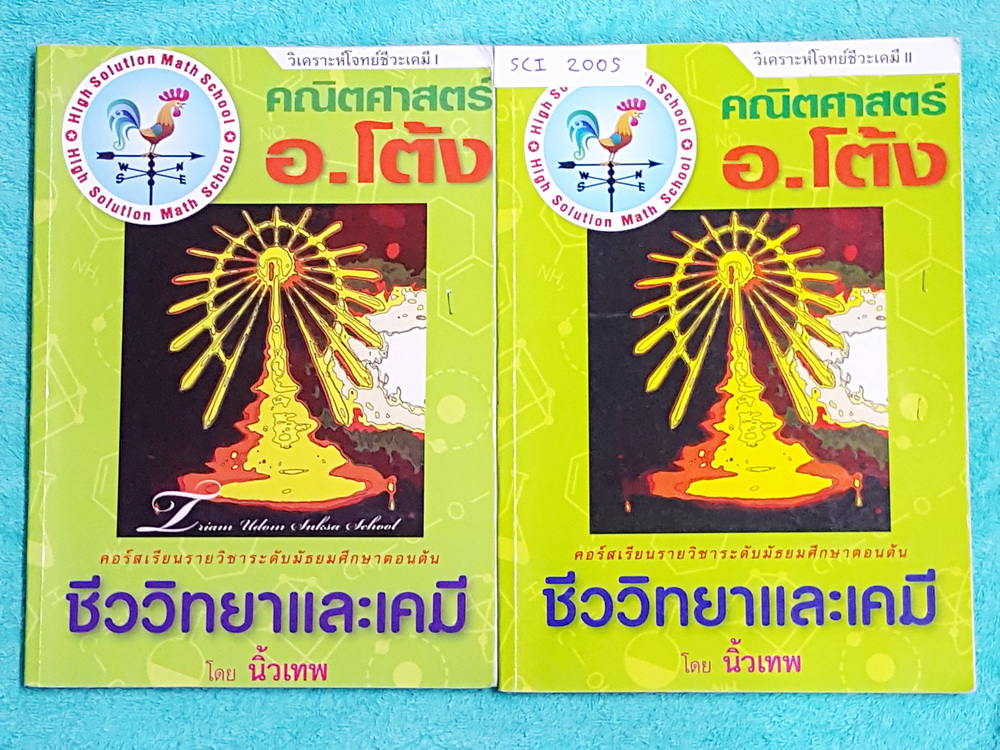 วิเคราะห์โจทย์ชีวะเคมี I
High Solution Math School
High Solution Math School
W N
S E
คณิตศาสตร์
อ.โต้ง
Triam Udom Suksa School
คอร์สเรียนรายวิชาระดับมัธยมศึกษาตอนต้น
ชีววิทยาและเคมี
โดย นิ้วเทพ
SCI 2005
วิเคราะห์โจทย์ชีวะเคมี II
High School
High Solution Math School
W N
S E
คณิตศาสตร์
อ.โต้ง
คอร์สเรียนรายวิชาระดับมัธยมศึกษาตอนต้น
ชีววิทยาและเคมี
โดย นิ้วเทพ